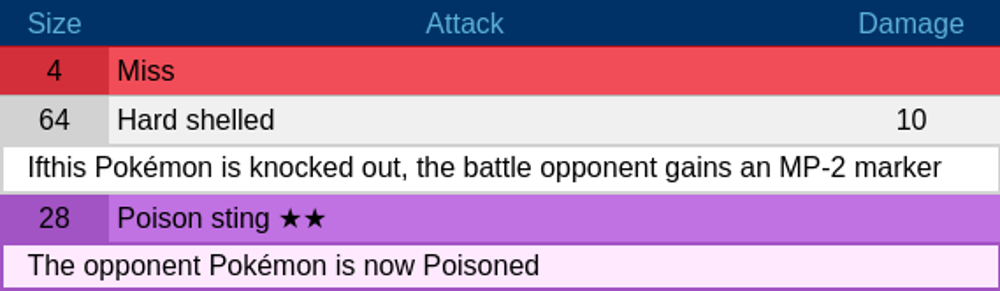 Size Attack Damage
4 Miss
64 Hard shelled 10
Ifthis Pokémon is knocked out, the battle opponent gains an MP-2 marker
28 Poison sting ★★
The opponent Pokémon is now Poisoned